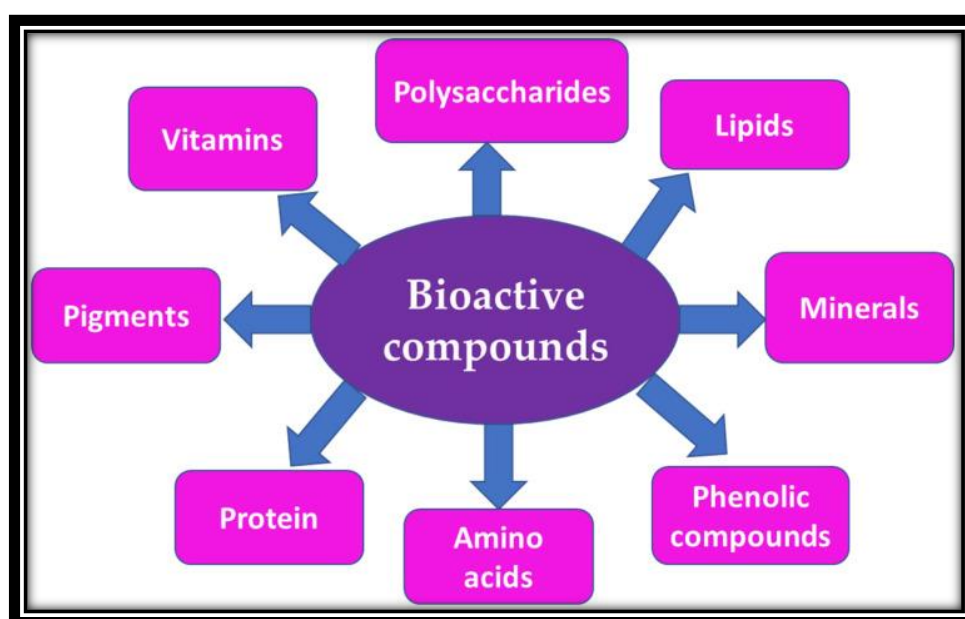 Polysaccharides
Vitamins
Lipids
Bioactive
compounds
Pigments
Minerals
Protein
Amino
acids
Phenolic
compounds